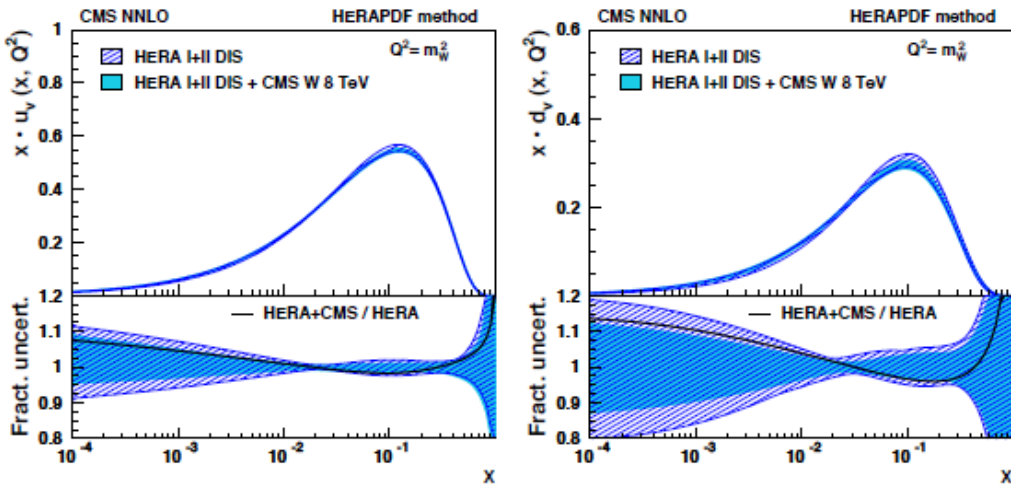 CMS NNLO HERAPDF method
x · u_v (x, Q²)
1
0.8
0.6
0.4
0.2
HERA I+II DIS
HERA I+II DIS + CMS W 8 TeV
Q² = m²_W
Fract. uncert.
1.2
1.1
1
0.9
0.8
HERA+CMS / HERA
10⁻⁴ 10⁻³ 10⁻² 10⁻¹
x
CMS NNLO HERAPDF method
x · d_v (x, Q²)
0.6
0.4
0.2
HERA I+II DIS
HERA I+II DIS + CMS W 8 TeV
Q² = m²_W
Fract. uncert.
1.2
1.1
1
0.9
0.8
HERA+CMS / HERA
10⁻⁴ 10⁻³ 10⁻² 10⁻¹
x